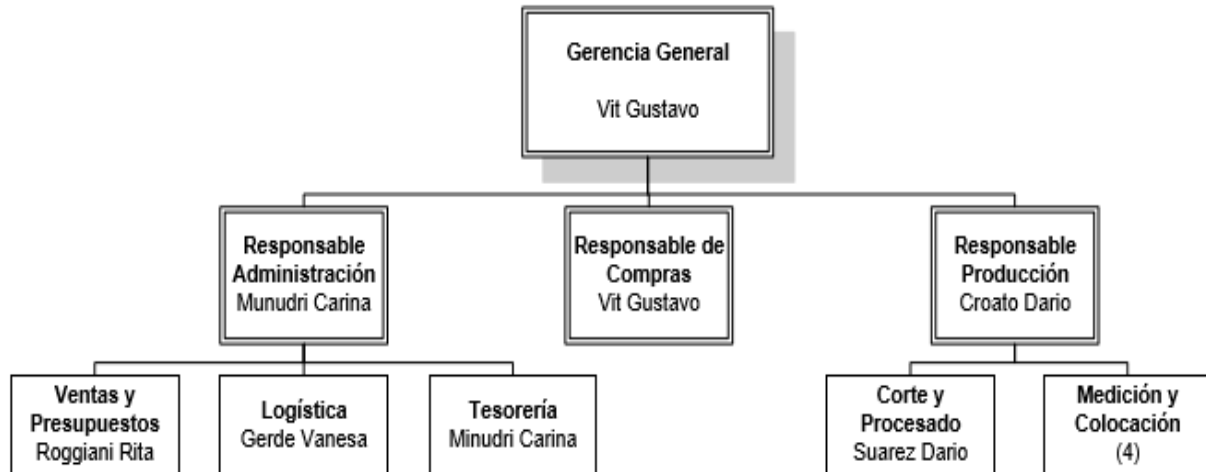 Gerencia General
Vit Gustavo
Responsable
Administración
Munudri Carina
Responsable de
Compras
Vit Gustavo
Responsable
Producción
Croato Dario
Ventas y
Presupuestos
Roggiani Rita
Logística
Gerde Vanesa
Tesorería
Minudri Carina
Corte y
Procesado
Suarez Dario
Medición y
Colocación
(4)